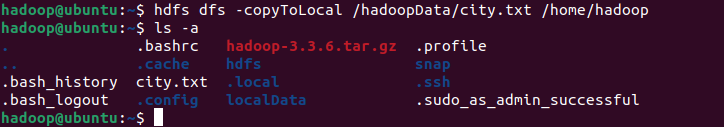 hadoop@ubuntu:~$ hdfs dfs -copyToLocal /hadoopData/city.txt /home/hadoop
hadoop@ubuntu:~$ ls -a
.              .bashrc   hadoop-3.3.6.tar.gz  .profile
..             .cache    hdfs                 snap
.bash_history  city.txt  .local               .ssh
.bash_logout   .config   localData            .sudo_as_admin_successful
hadoop@ubuntu:~$